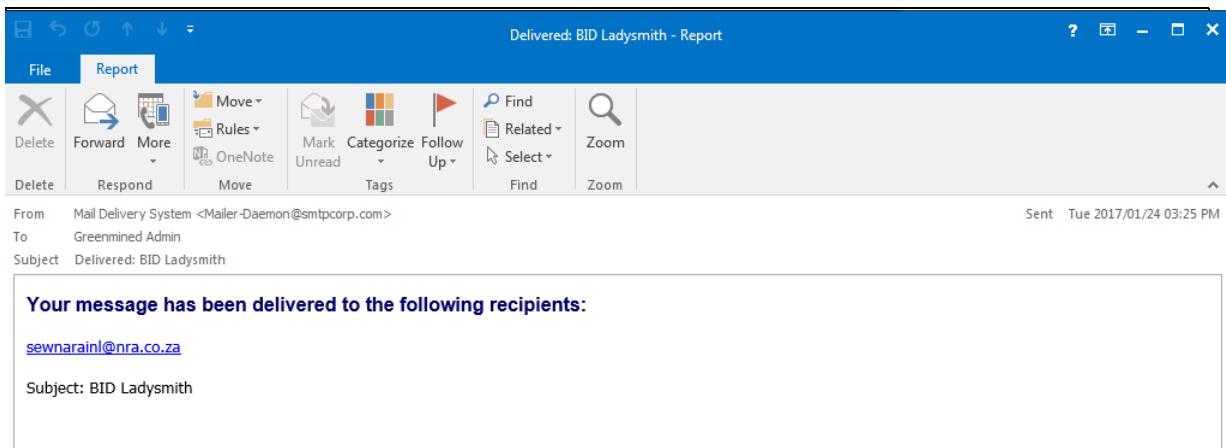 Delivered: BID Ladysmith - Report
File Report
Delete Forward More Move Rules OneNote Mark Unread Categorize Follow Up Find Related Select Zoom
Delete Respond Move Tags Find Zoom
From Mail Delivery System <Mailer-Daemon@smtpcorp.com> Sent Tue 2017/01/24 03:25 PM
To Greenmined Admin
Subject Delivered: BID Ladysmith
Your message has been delivered to the following recipients:
sewnarainl@nra.co.za
Subject: BID Ladysmith